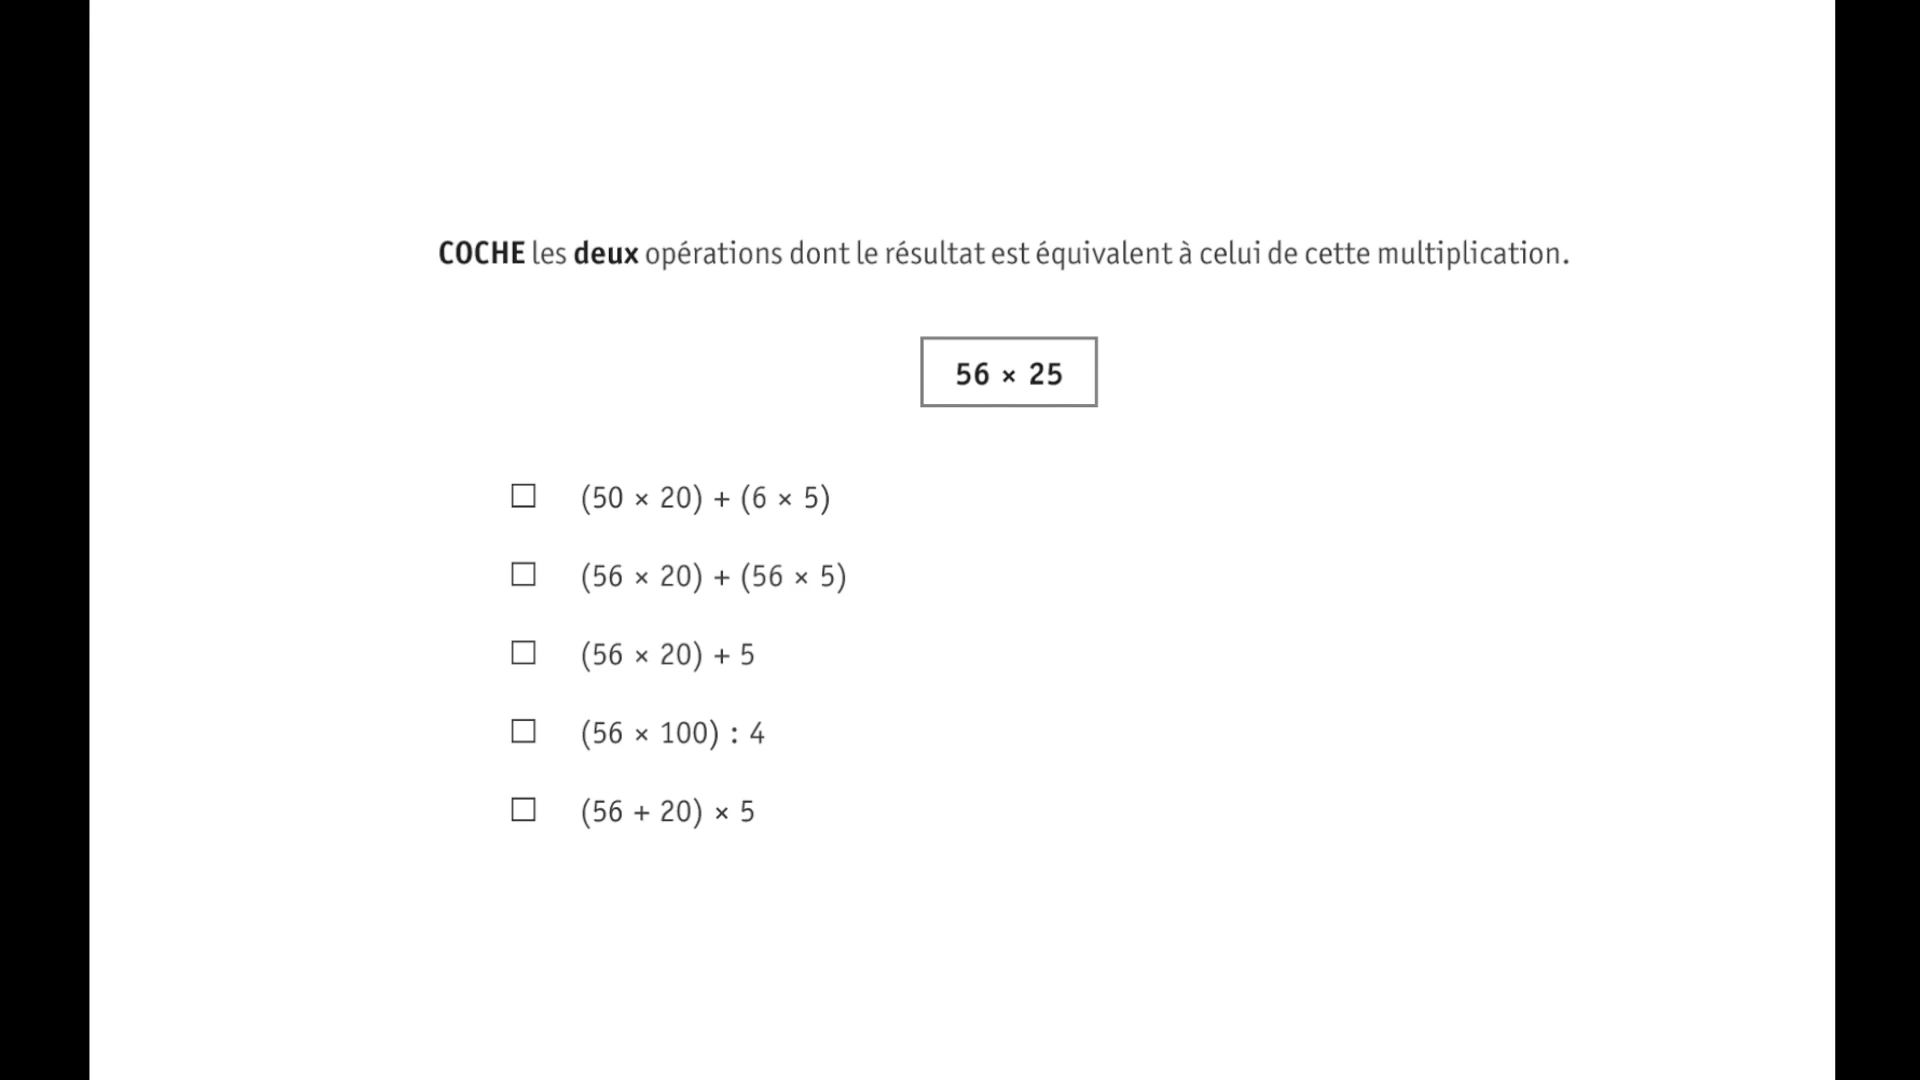 COCHE les deux opérations dont le résultat est équivalent à celui de cette multiplication.
56 × 25
☐ (50 × 20) + (6 × 5)
☐ (56 × 20) + (56 × 5)
☐ (56 × 20) + 5
☐ (56 × 100) : 4
☐ (56 + 20) × 5